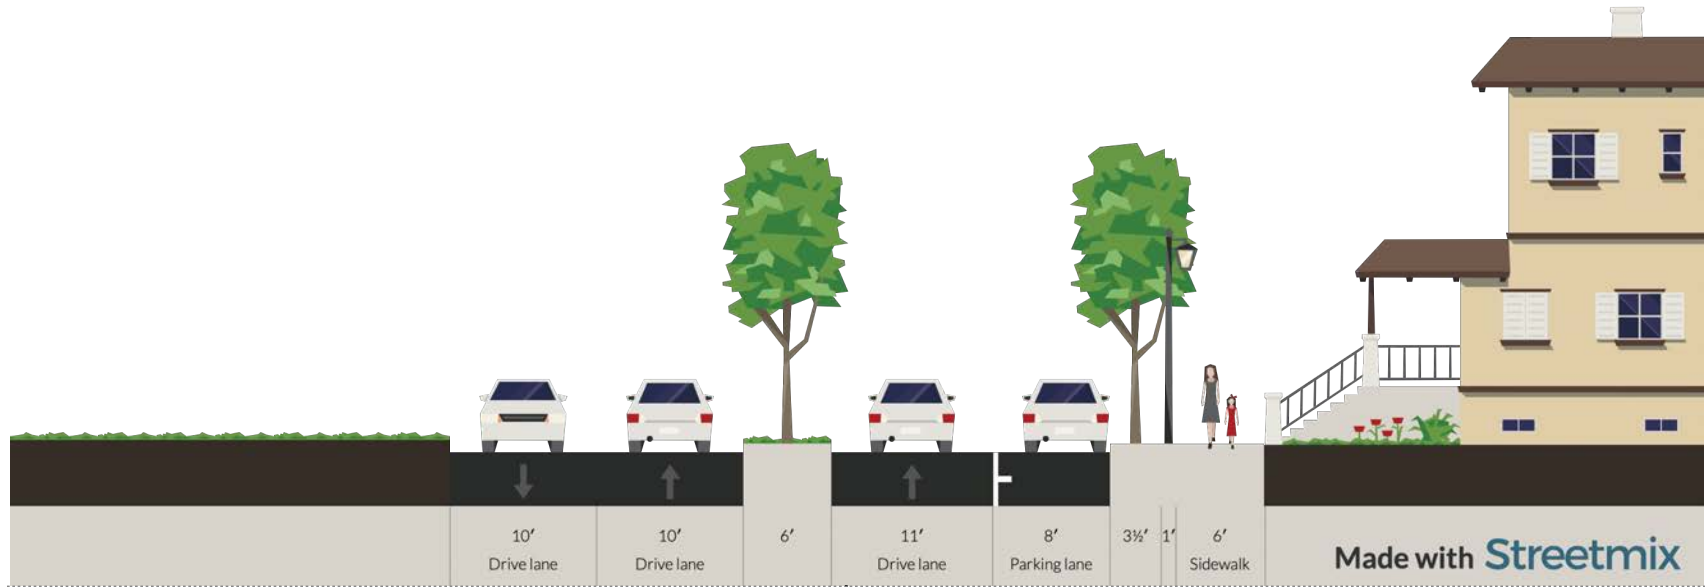 10′
Drive lane
10′
Drive lane
6′
11′
Drive lane
8′
Parking lane
3½′
1′
6′
Sidewalk
Made with Streetmix